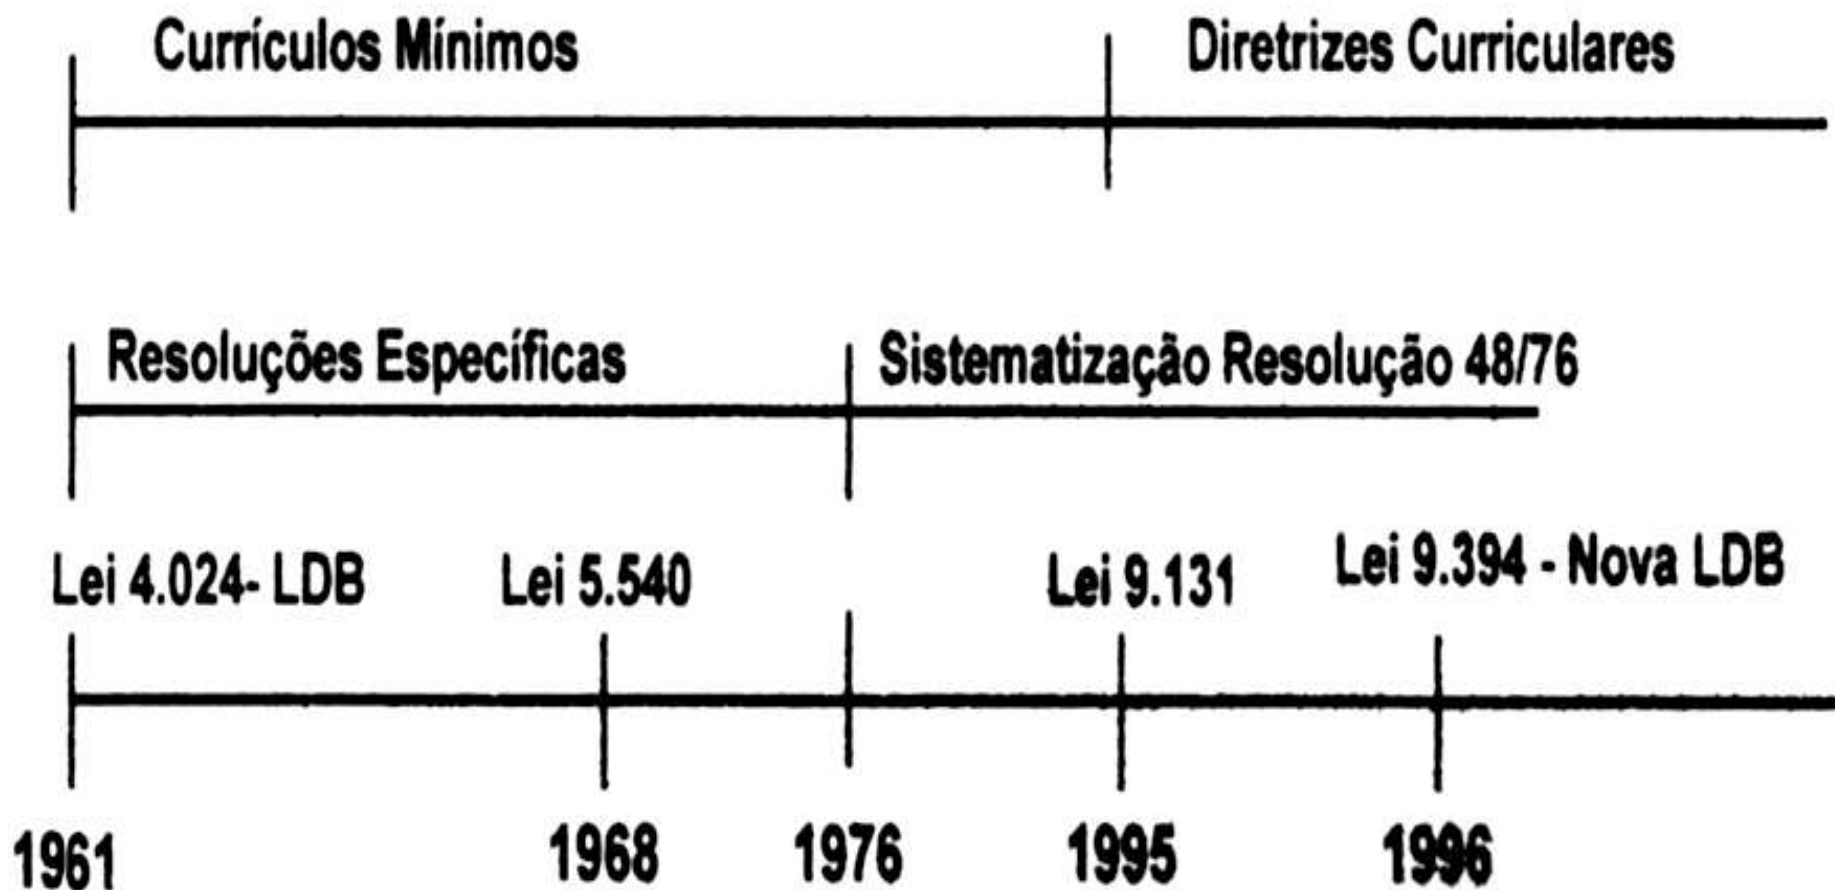 Currículos Mínimos Diretrizes Curriculares
Resoluções Específicas Sistematização Resolução 48/76
Lei 4.024- LDB Lei 5.540 Lei 9.131 Lei 9.394 - Nova LDB
1961 1968 1976 1995 1996